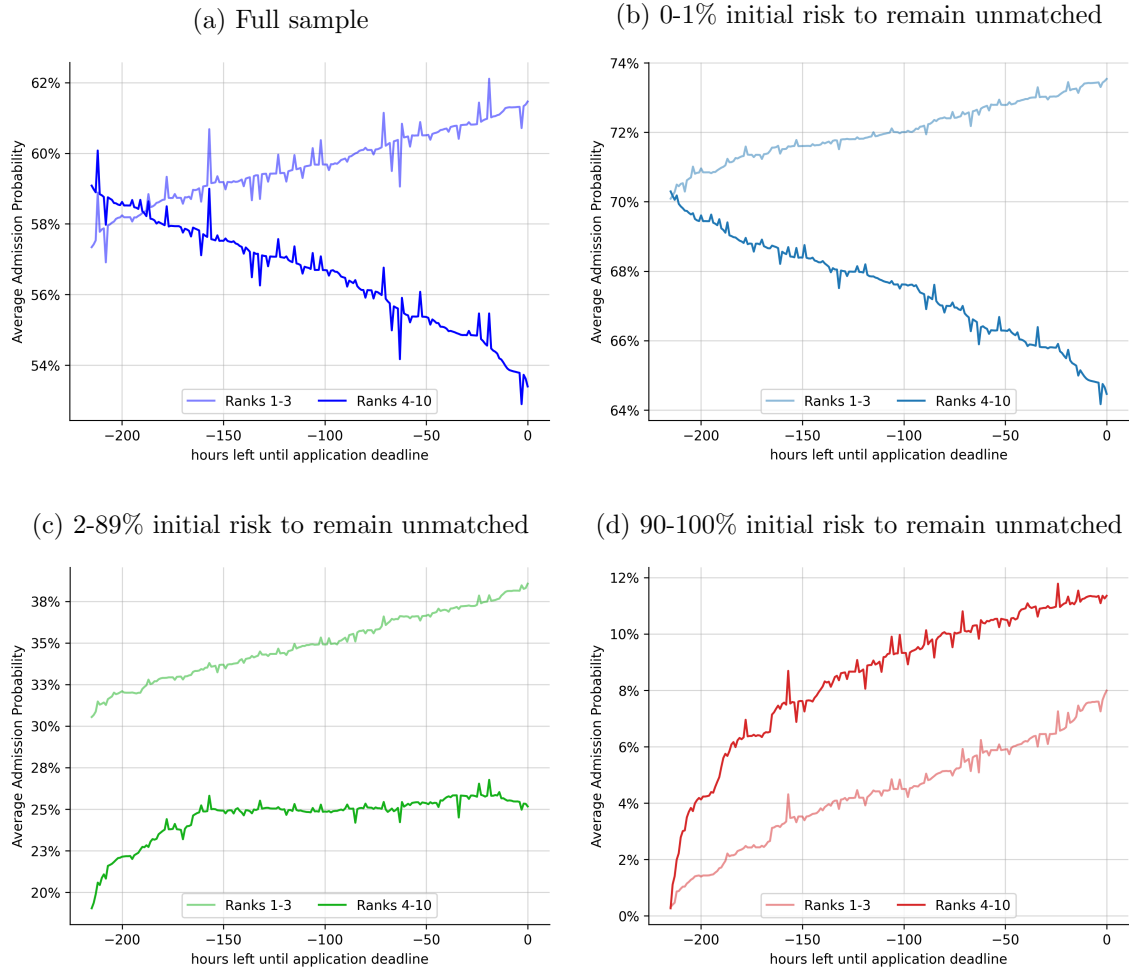 (a) Full sample
62%
60%
58%
56%
54%
Average Admission Probability
Ranks 1-3
Ranks 4-10
−200
−150
−100
−50
0
hours left until application deadline
(b) 0-1% initial risk to remain unmatched
74%
72%
70%
68%
66%
64%
Average Admission Probability
Ranks 1-3
Ranks 4-10
−200
−150
−100
−50
0
hours left until application deadline
(c) 2-89% initial risk to remain unmatched
38%
35%
33%
30%
28%
25%
23%
20%
Average Admission Probability
Ranks 1-3
Ranks 4-10
−200
−150
−100
−50
0
hours left until application deadline
(d) 90-100% initial risk to remain unmatched
12%
10%
8%
6%
4%
2%
0%
Average Admission Probability
Ranks 1-3
Ranks 4-10
−200
−150
−100
−50
0
hours left until application deadline